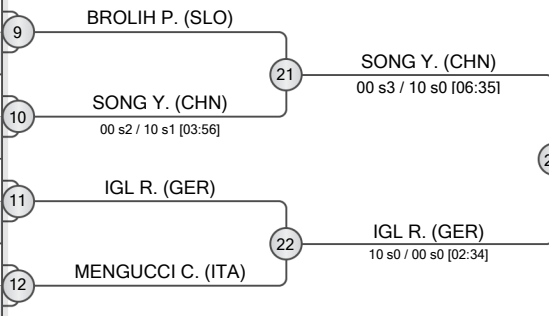 BROLIH P. (SLO)
9
21
SONG Y. (CHN)
00 s3 / 10 s0 [06:35]
SONG Y. (CHN)
10
00 s2 / 10 s1 [03:56]
IGL R. (GER)
11
22
IGL R. (GER)
10 s0 / 00 s0 [02:34]
MENGUCCI C. (ITA)
12